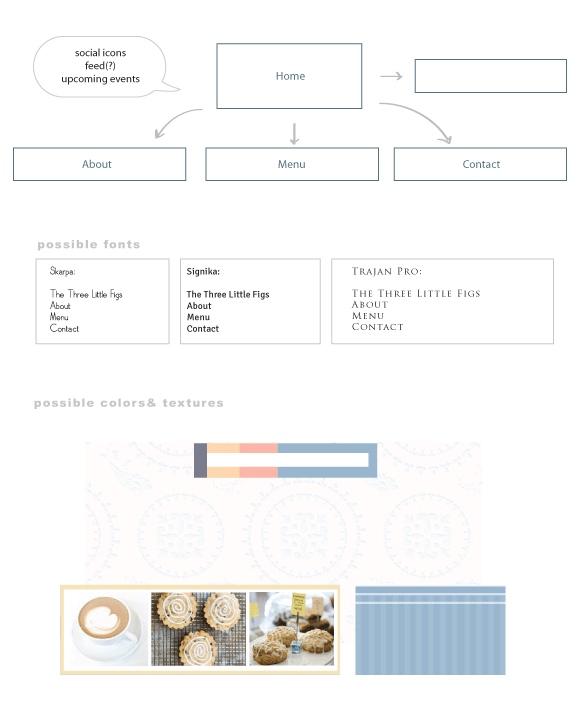 social icons
feed(?)
upcoming events
Home
About
Menu
Contact
possible fonts
Skarpa:
The Three Little Figs
About
Menu
Contact
Signika:
The Three Little Figs
About
Menu
Contact
Trajan Pro:
The Three Little Figs
About
Menu
Contact
possible colors& textures